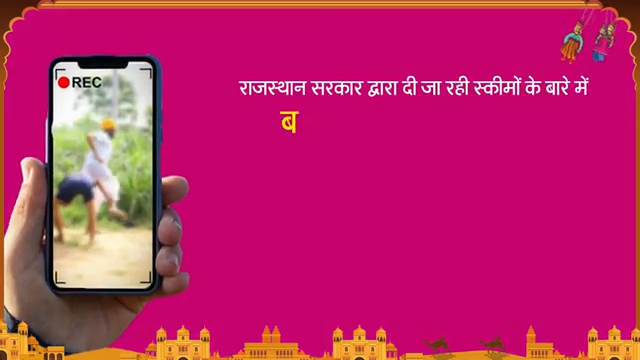 REC
राजस्थान सरकार द्वारा दी जा रही स्कीमों के बारे में
ब